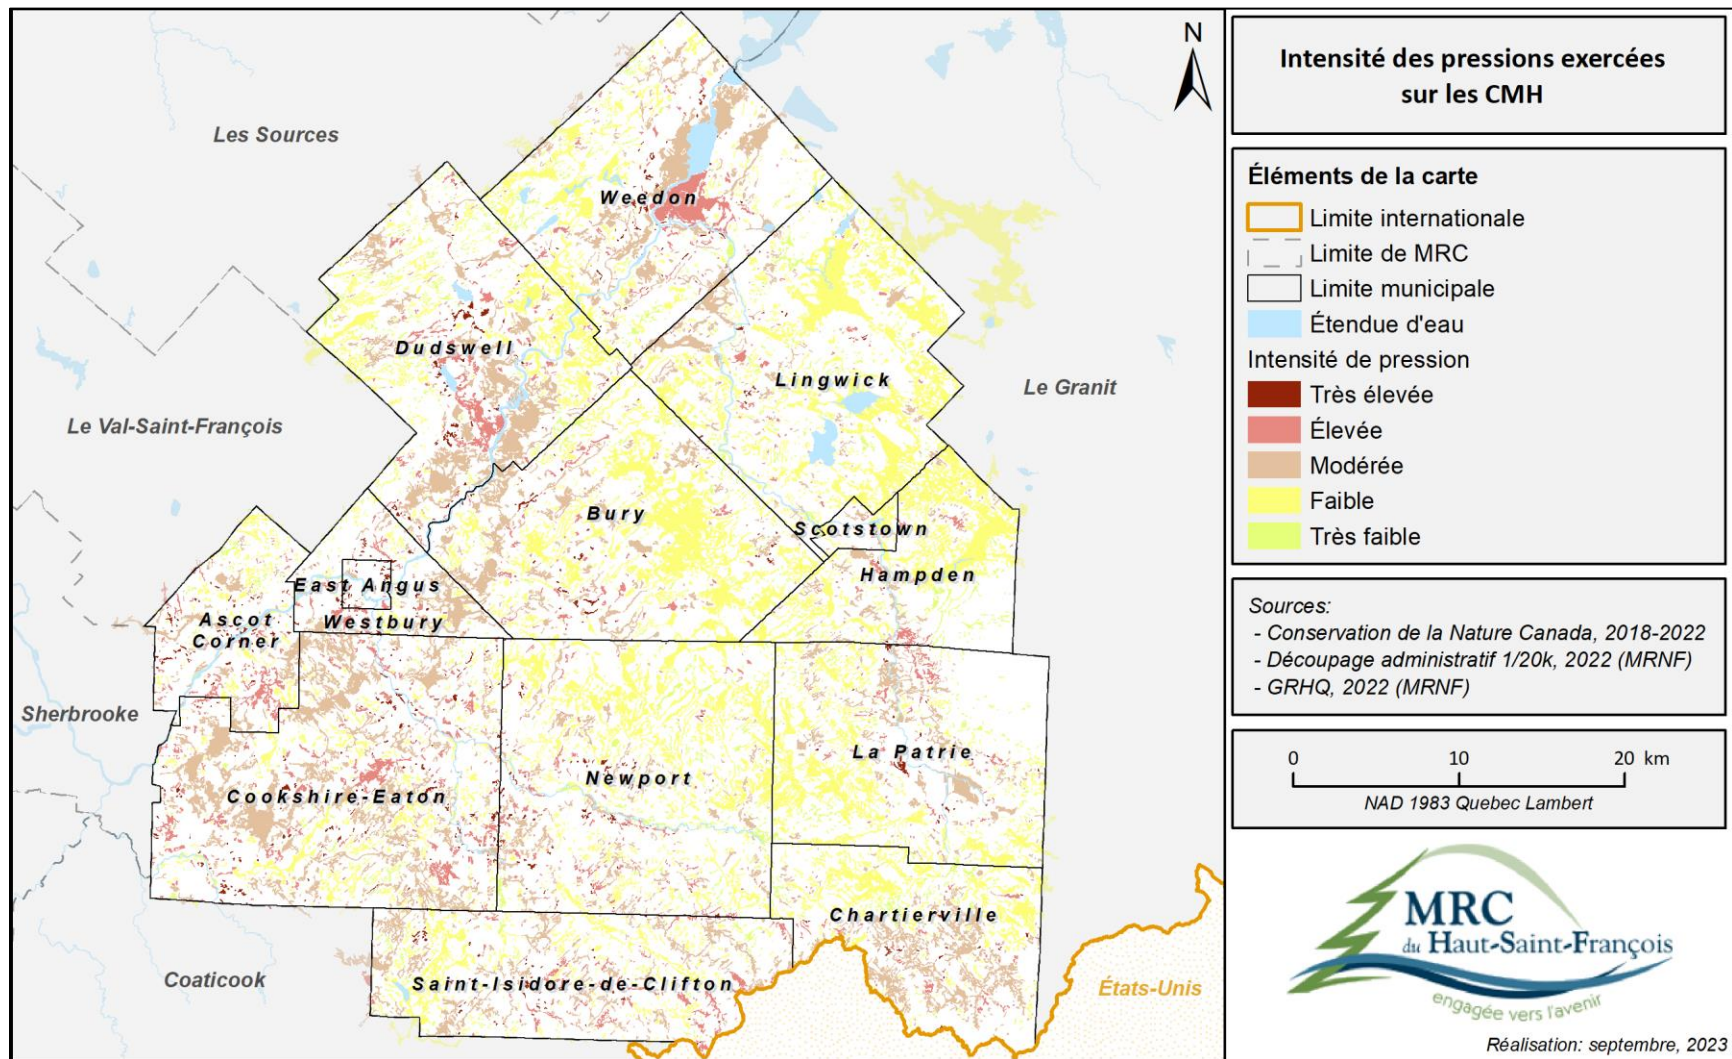 N
Les Sources
Weedon
Dudswell
Lingwick
Le Granit
Le Val-Saint-François
Bury
Scotstown
Hampden
East Angus
Westbury
Ascot
Corner
Sherbrooke
La Patrie
Newport
Cookshire-Eaton
Chartierville
Coaticook
Saint-Isidore-de-Clifton
États-Unis
Intensité des pressions exercées
sur les CMH
Éléments de la carte
Limite internationale
Limite de MRC
Limite municipale
Étendue d'eau
Intensité de pression
Très élevée
Élevée
Modérée
Faible
Très faible
Sources:
- Conservation de la Nature Canada, 2018-2022
- Découpage administratif 1/20k, 2022 (MRNF)
- GRHQ, 2022 (MRNF)
0 10 20 km
NAD 1983 Quebec Lambert
MRC
du Haut-Saint-François
engagée vers l'avenir
Réalisation: septembre, 2023